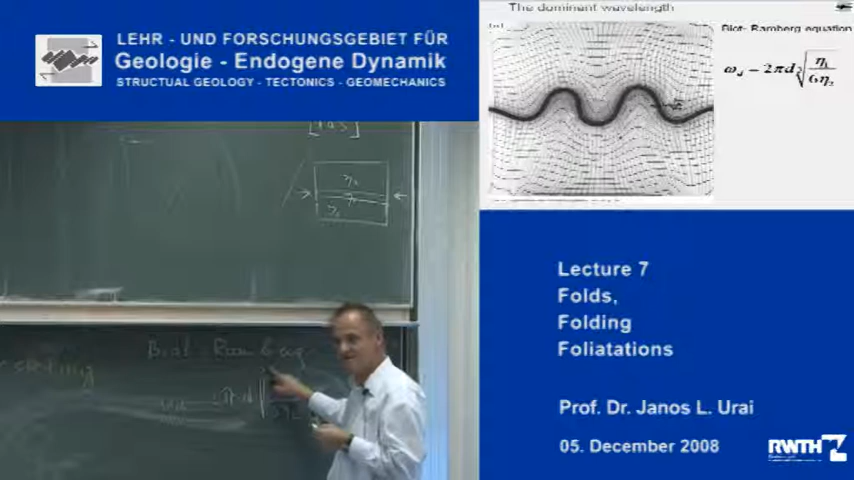 LEHR - UND FORSCHUNGSGEBIET FÜR
Geologie - Endogene Dynamik
STRUCTURAL GEOLOGY - TECTONICS - GEOMECHANICS
The dominant wavelength
Biot- Ramberg equation
Lecture 7
Folds,
Folding
Foliatations
Prof. Dr. Janos L. Urai
05. December 2008
RWTH